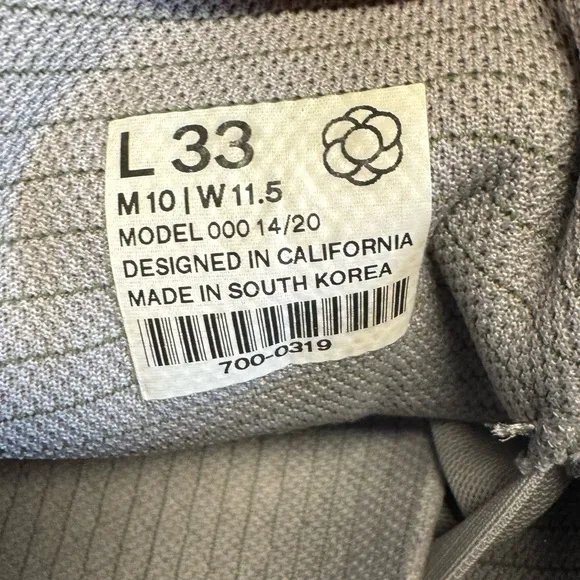 L 33
M 10 | W 11.5
MODEL 000 14/20
DESIGNED IN CALIFORNIA
MADE IN SOUTH KOREA
700-0319